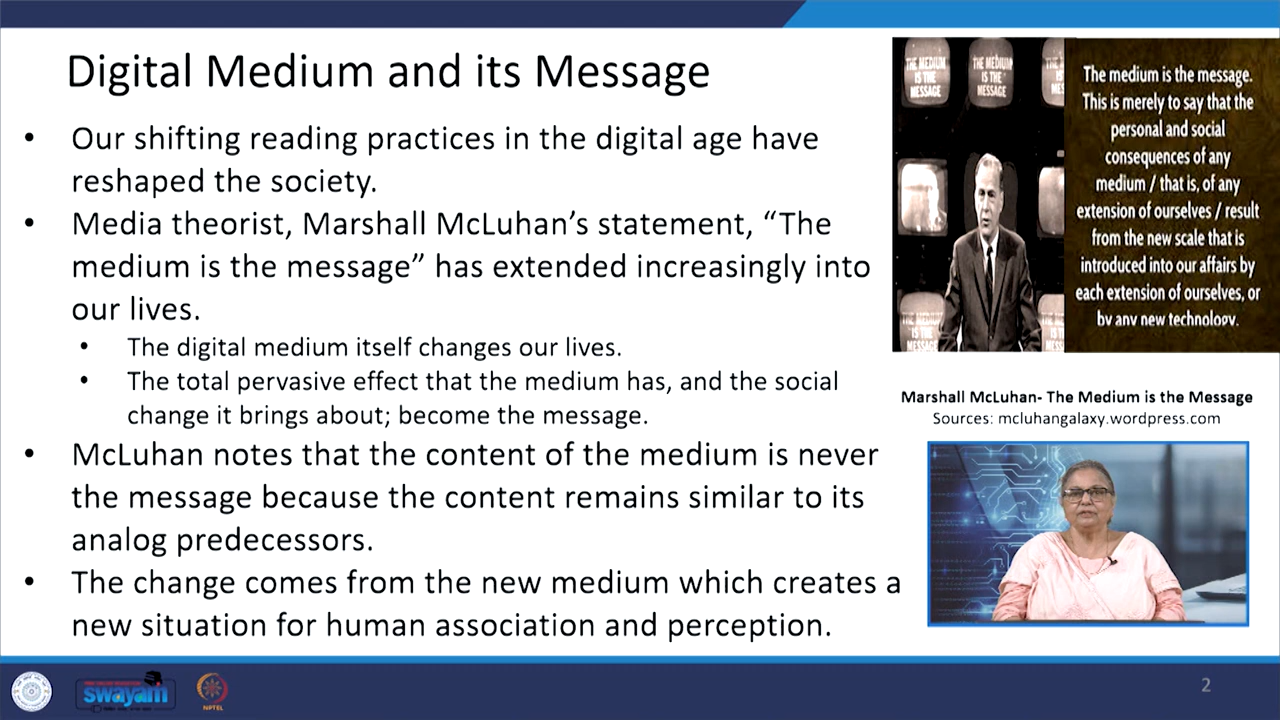 Digital Medium and its Message
• Our shifting reading practices in the digital age have
reshaped the society.
• Media theorist, Marshall McLuhan’s statement, “The
medium is the message” has extended increasingly into
our lives.
• The digital medium itself changes our lives.
• The total pervasive effect that the medium has, and the social
change it brings about; become the message.
• McLuhan notes that the content of the medium is never
the message because the content remains similar to its
analog predecessors.
• The change comes from the new medium which creates a
new situation for human association and perception.
THE MEDIUM
IS THE
MESSAGE
THE MEDIUM
IS THE
MESSAGE
The medium is the message.
This is merely to say that the
personal and social
consequences of any
medium / that is, of any
extension of ourselves / result
from the new scale that is
introduced into our affairs by
each extension of ourselves, or
by any new technology.
Marshall McLuhan- The Medium is the Message
Sources: mcluhangalaxy.wordpress.com
swayam
NPTEL
2